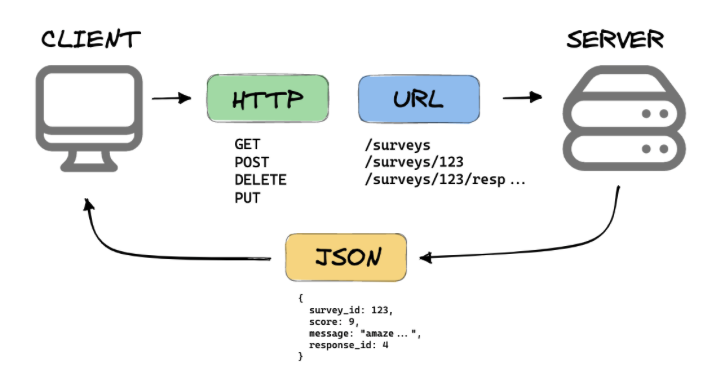 CLIENT
SERVER
HTTP
URL
GET
POST
DELETE
PUT
/surveys
/surveys/123
/surveys/123/resp...
JSON
{
survey_id: 123,
score: 9,
message: "amaze...",
response_id: 4
}